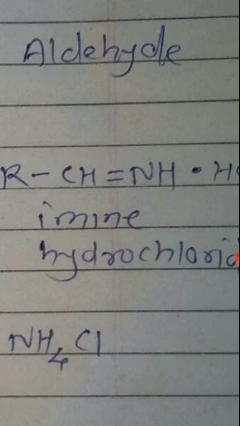 Aldehyde
R - CH = NH • H
imine
hydrochlorid
NH4Cl